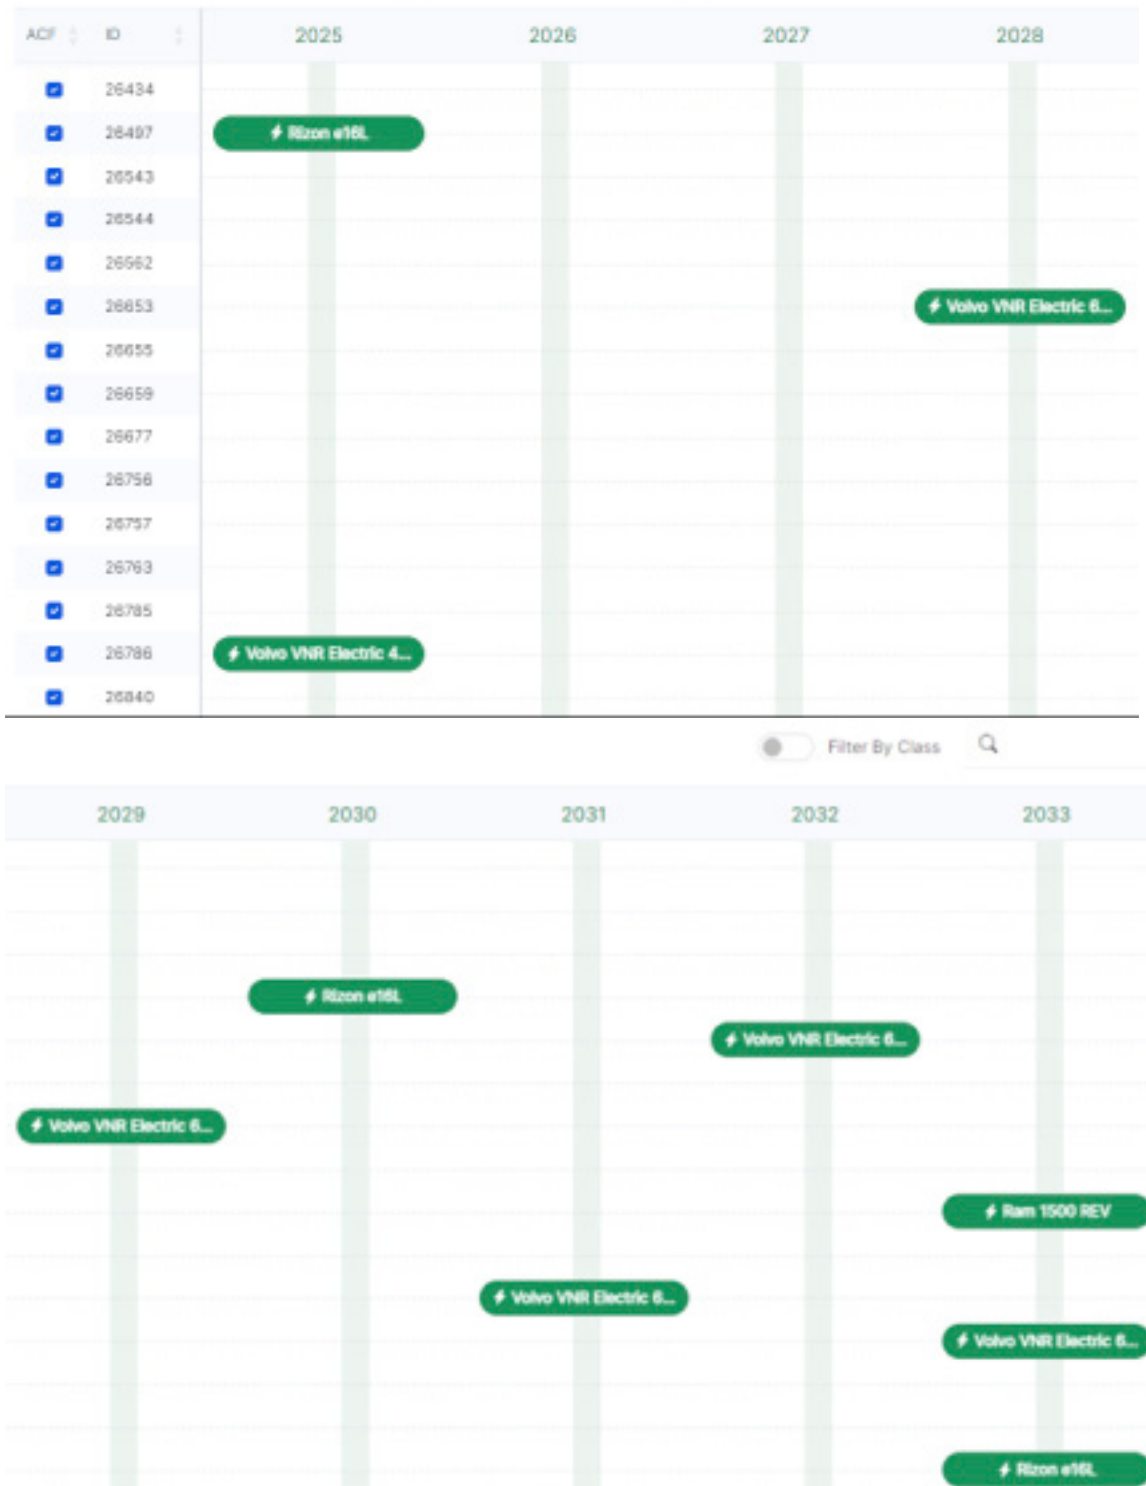 ACF ID 2025 2026 2027 2028
26434
26497 Rizon e16L
26543
26544
26562
26653 Volvo VNR Electric 6...
26655
26659
26677
26756
26757
26763
26785
26786 Volvo VNR Electric 4...
26840
Filter By Class
2029 2030 2031 2032 2033
Rizon e16L
Volvo VNR Electric 6...
Volvo VNR Electric 6...
Ram 1500 REV
Volvo VNR Electric 6...
Volvo VNR Electric 6...
Rizon e16L